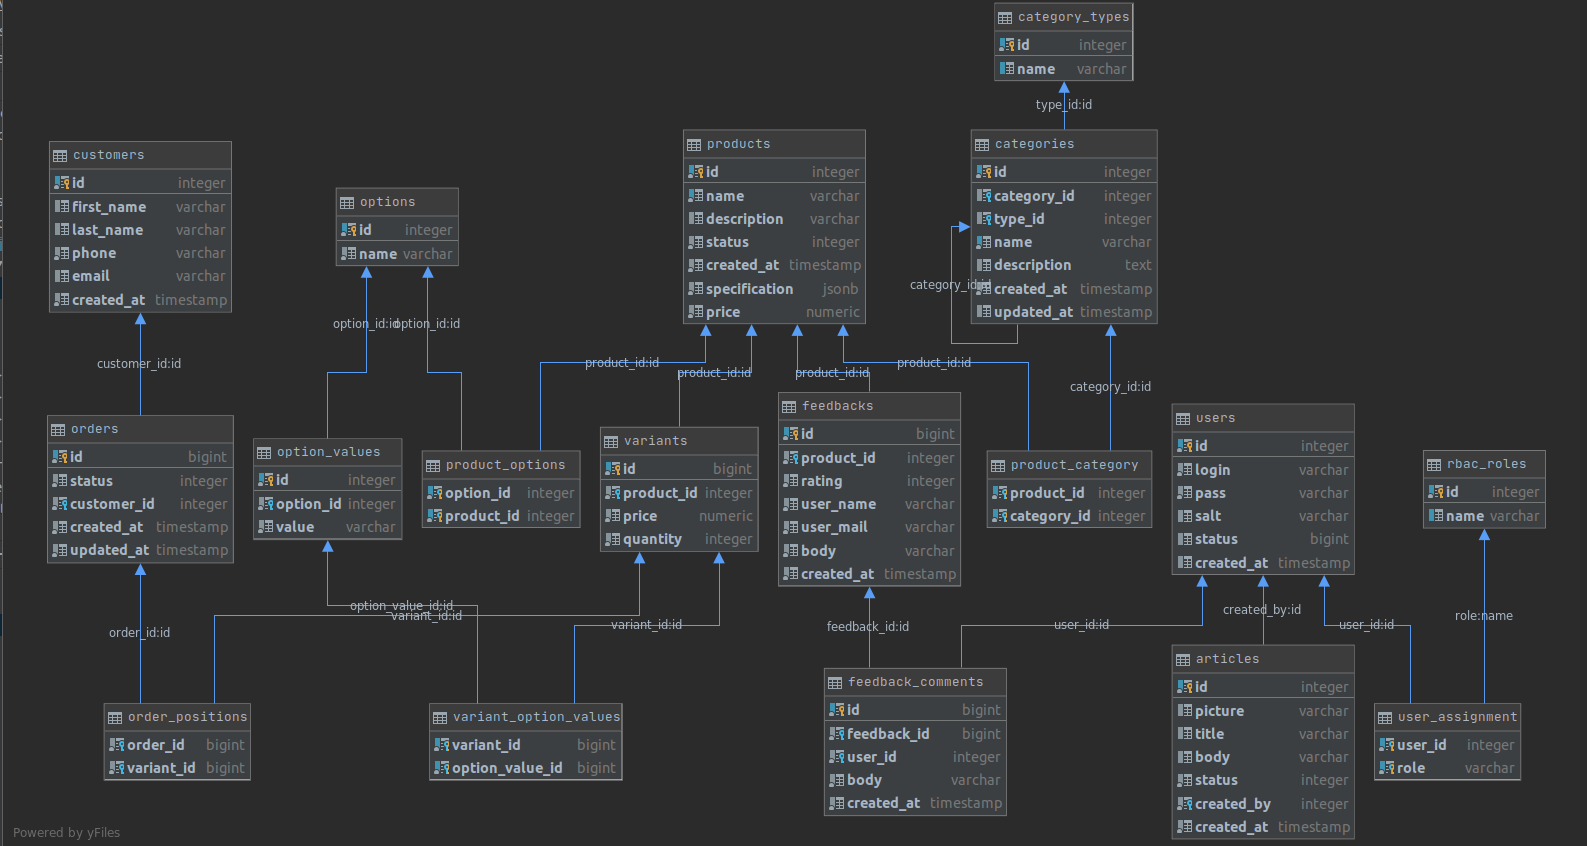 category_types
id integer
name varchar
type_id:id
customers
id integer
first_name varchar
last_name varchar
phone varchar
email varchar
created_at timestamp
options
id integer
name varchar
products
id integer
name varchar
description varchar
status integer
created_at timestamp
specification jsonb
price numeric
categories
id integer
category_id integer
type_id integer
name varchar
description text
created_at timestamp
updated_at timestamp
category_id:id
customer_id:id
option_id:id
option_id:id
product_id:id
product_id:id
product_id:id
product_id:id
category_id:id
orders
id bigint
status integer
customer_id integer
created_at timestamp
updated_at timestamp
option_values
id integer
option_id integer
value varchar
product_options
option_id integer
product_id integer
variants
id bigint
product_id integer
price numeric
quantity integer
feedbacks
id bigint
product_id integer
rating integer
user_name varchar
user_mail varchar
body varchar
created_at timestamp
product_category
product_id integer
category_id integer
users
id integer
login varchar
pass varchar
salt varchar
status bigint
created_at timestamp
rbac_roles
id integer
name varchar
order_id:id
option_value_id:id
variant_id:id
variant_id:id
feedback_id:id
user_id:id
created_by:id
user_id:id
role:name
order_positions
order_id bigint
variant_id bigint
variant_option_values
variant_id bigint
option_value_id bigint
feedback_comments
id bigint
feedback_id bigint
user_id integer
body varchar
created_at timestamp
articles
id integer
picture varchar
title varchar
body varchar
status integer
created_by integer
created_at timestamp
user_assignment
user_id integer
role varchar
Powered by yFiles